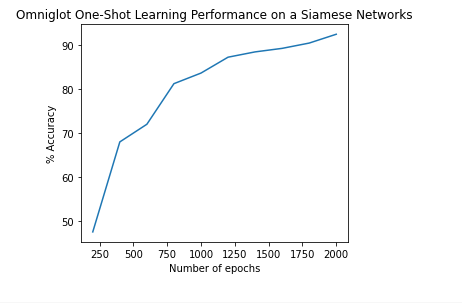 Omniglot One-Shot Learning Performance on a Siamese Networks
% Accuracy
90
80
70
60
50
250 500 750 1000 1250 1500 1750 2000
Number of epochs